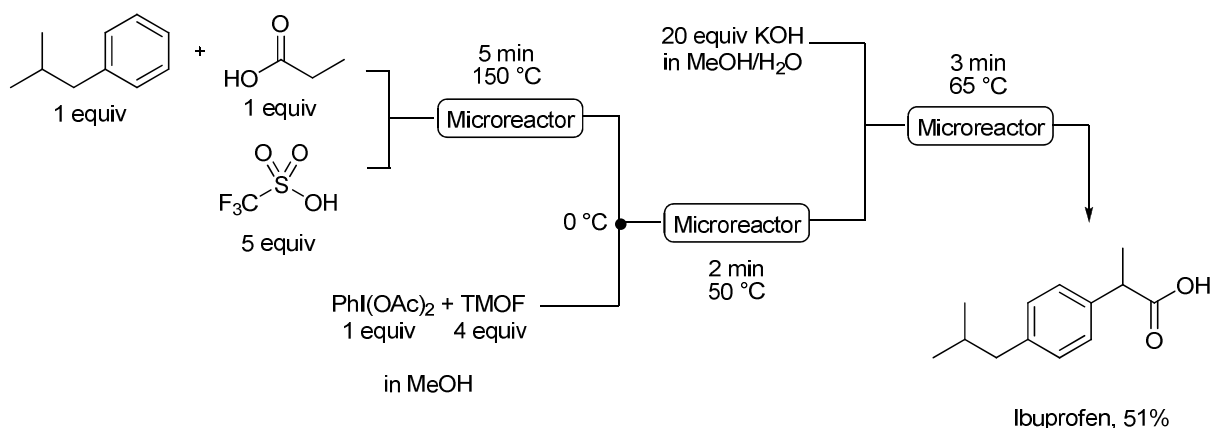 +
O
HO
1 equiv
1 equiv
O O
S
F₃C OH
5 equiv
5 min
150 °C
Microreactor
0 °C
PhI(OAc)₂ + TMOF
1 equiv 4 equiv
in MeOH
Microreactor
2 min
50 °C
20 equiv KOH
in MeOH/H₂O
3 min
65 °C
Microreactor
OH
O
Ibuprofen, 51%